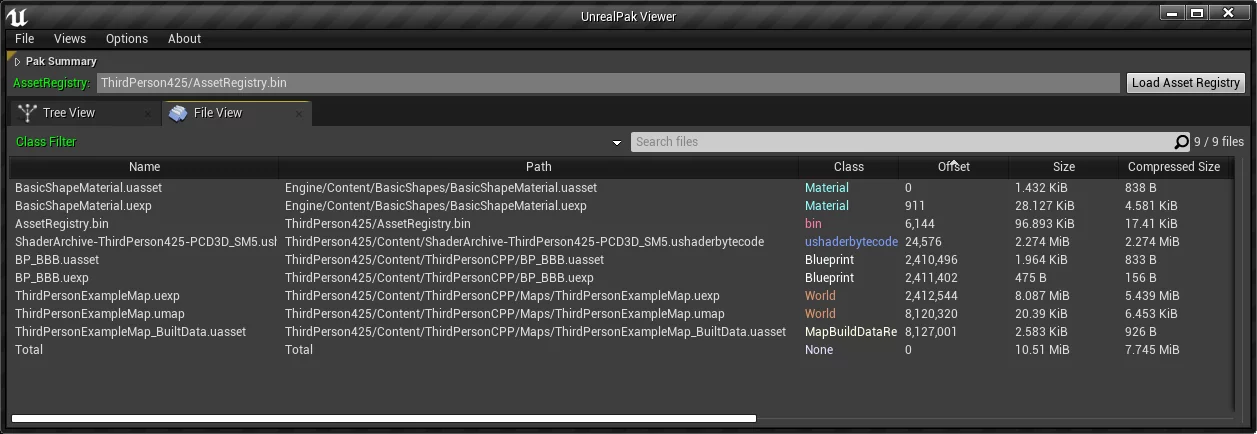 UnrealPak Viewer
File Views Options About
Pak Summary
AssetRegistry: ThirdPerson425/AssetRegistry.bin Load Asset Registry
Tree View File View
Class Filter Search files 9 / 9 files
Name Path Class Offset Size Compressed Size
BasicShapeMaterial.uasset Engine/Content/BasicShapes/BasicShapeMaterial.uasset Material 0 1.432 KiB 838 B
BasicShapeMaterial.uexp Engine/Content/BasicShapes/BasicShapeMaterial.uexp Material 911 28.127 KiB 4.581 KiB
AssetRegistry.bin ThirdPerson425/AssetRegistry.bin bin 6,144 96.893 KiB 17.41 KiB
ShaderArchive-ThirdPerson425-PCD3D_SM5.ush ThirdPerson425/Content/ShaderArchive-ThirdPerson425-PCD3D_SM5.ushaderbytecode ushaderbytecode 24,576 2.274 MiB 2.274 MiB
BP_BBB.uasset ThirdPerson425/Content/ThirdPersonCPP/BP_BBB.uasset Blueprint 2,410,496 1.964 KiB 833 B
BP_BBB.uexp ThirdPerson425/Content/ThirdPersonCPP/BP_BBB.uexp Blueprint 2,411,402 475 B 156 B
ThirdPersonExampleMap.uexp ThirdPerson425/Content/ThirdPersonCPP/Maps/ThirdPersonExampleMap.uexp World 2,412,544 8.087 MiB 5.439 MiB
ThirdPersonExampleMap.umap ThirdPerson425/Content/ThirdPersonCPP/Maps/ThirdPersonExampleMap.umap World 8,120,320 20.39 KiB 6.453 KiB
ThirdPersonExampleMap_BuiltData.uasset ThirdPerson425/Content/ThirdPersonCPP/Maps/ThirdPersonExampleMap_BuiltData.uasset MapBuildDataRe 8,127,001 2.583 KiB 926 B
Total Total None 0 10.51 MiB 7.745 MiB